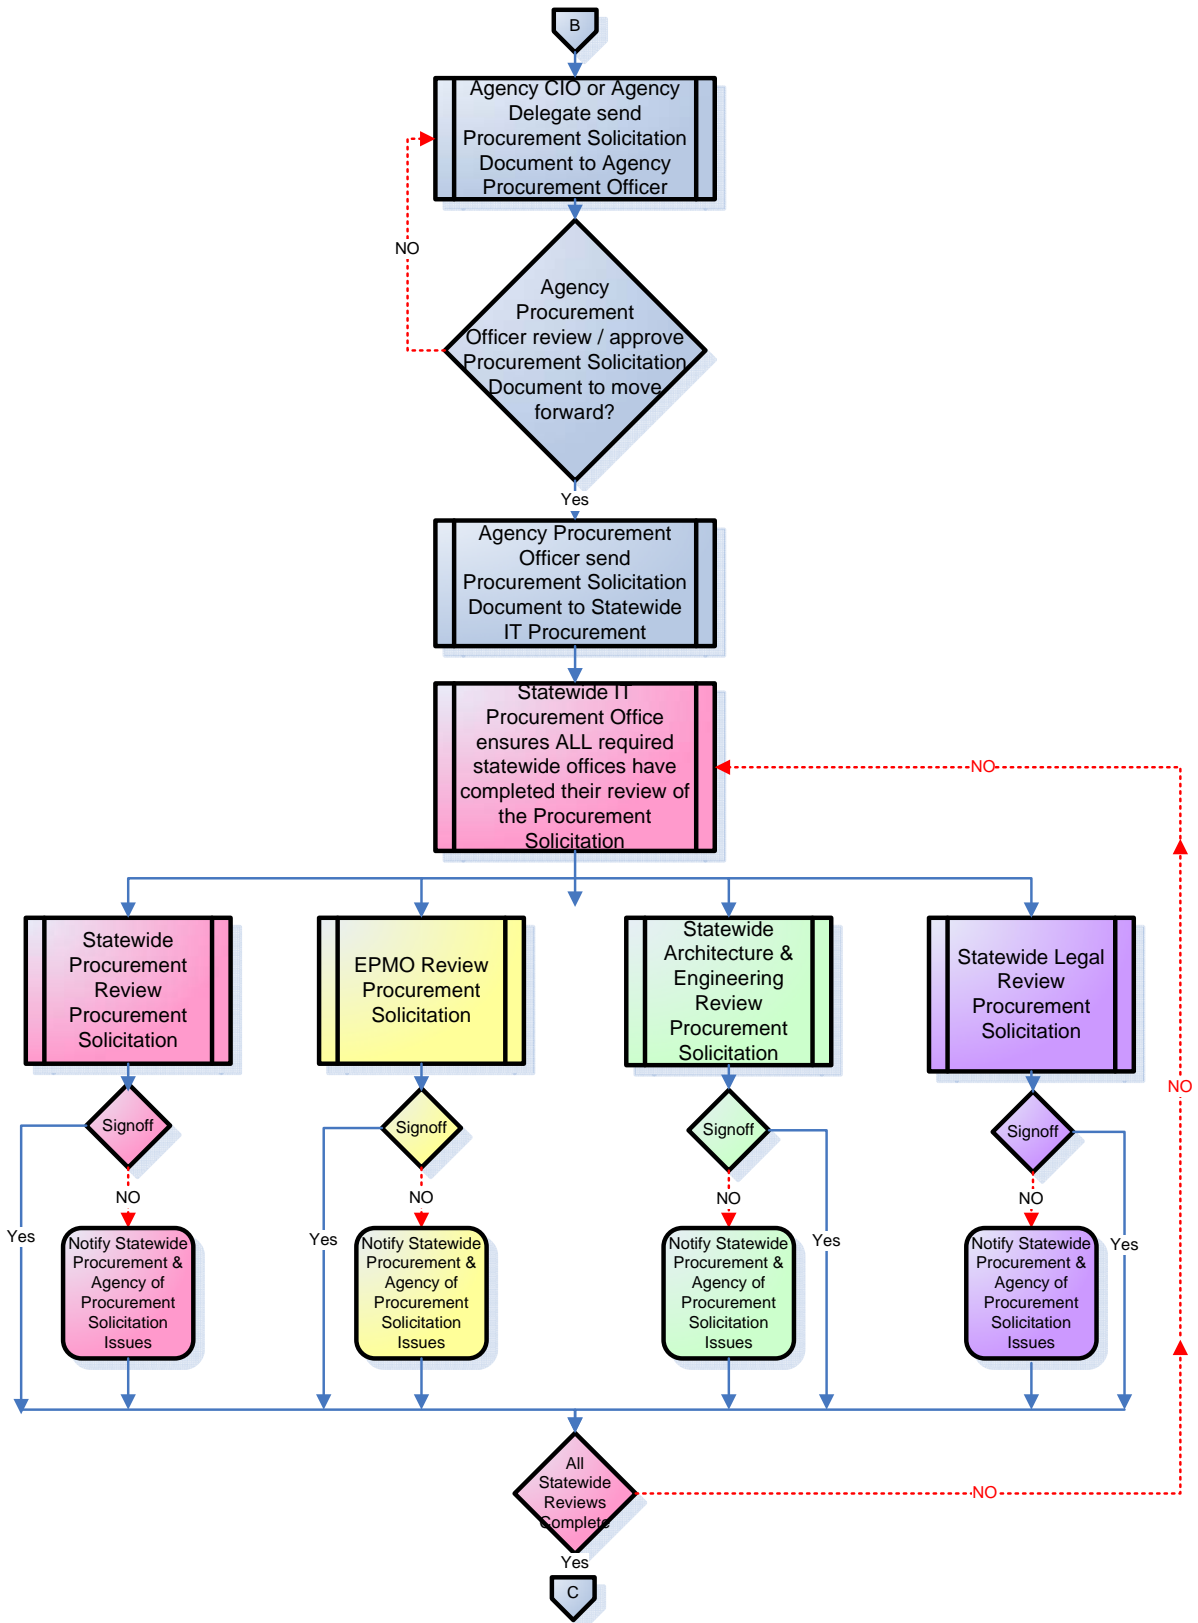 B
Agency CIO or Agency
Delegate send
Procurement Solicitation
Document to Agency
Procurement Officer
NO
Agency
Procurement
Officer review / approve
Procurement Solicitation
Document to move
forward?
Yes
Agency Procurement
Officer send
Procurement Solicitation
Document to Statewide
IT Procurement
Statewide IT
Procurement Office
ensures ALL required
statewide offices have
completed their review of
the Procurement
Solicitation
NO
Statewide
Procurement
Review
Procurement
Solicitation
EPMO Review
Procurement
Solicitation
Statewide
Architecture &
Engineering
Review
Procurement
Solicitation
Statewide Legal
Review
Procurement
Solicitation
NO
Signoff
Signoff
Signoff
Signoff
NO
NO
NO
NO
Yes
Yes
Yes
Yes
Notify Statewide
Procurement &
Agency of
Procurement
Solicitation
Issues
Notify Statewide
Procurement &
Agency of
Procurement
Solicitation
Issues
Notify Statewide
Procurement &
Agency of
Procurement
Solicitation
Issues
Notify Statewide
Procurement &
Agency of
Procurement
Solicitation
Issues
All
Statewide
Reviews
Complete
NO
Yes
C